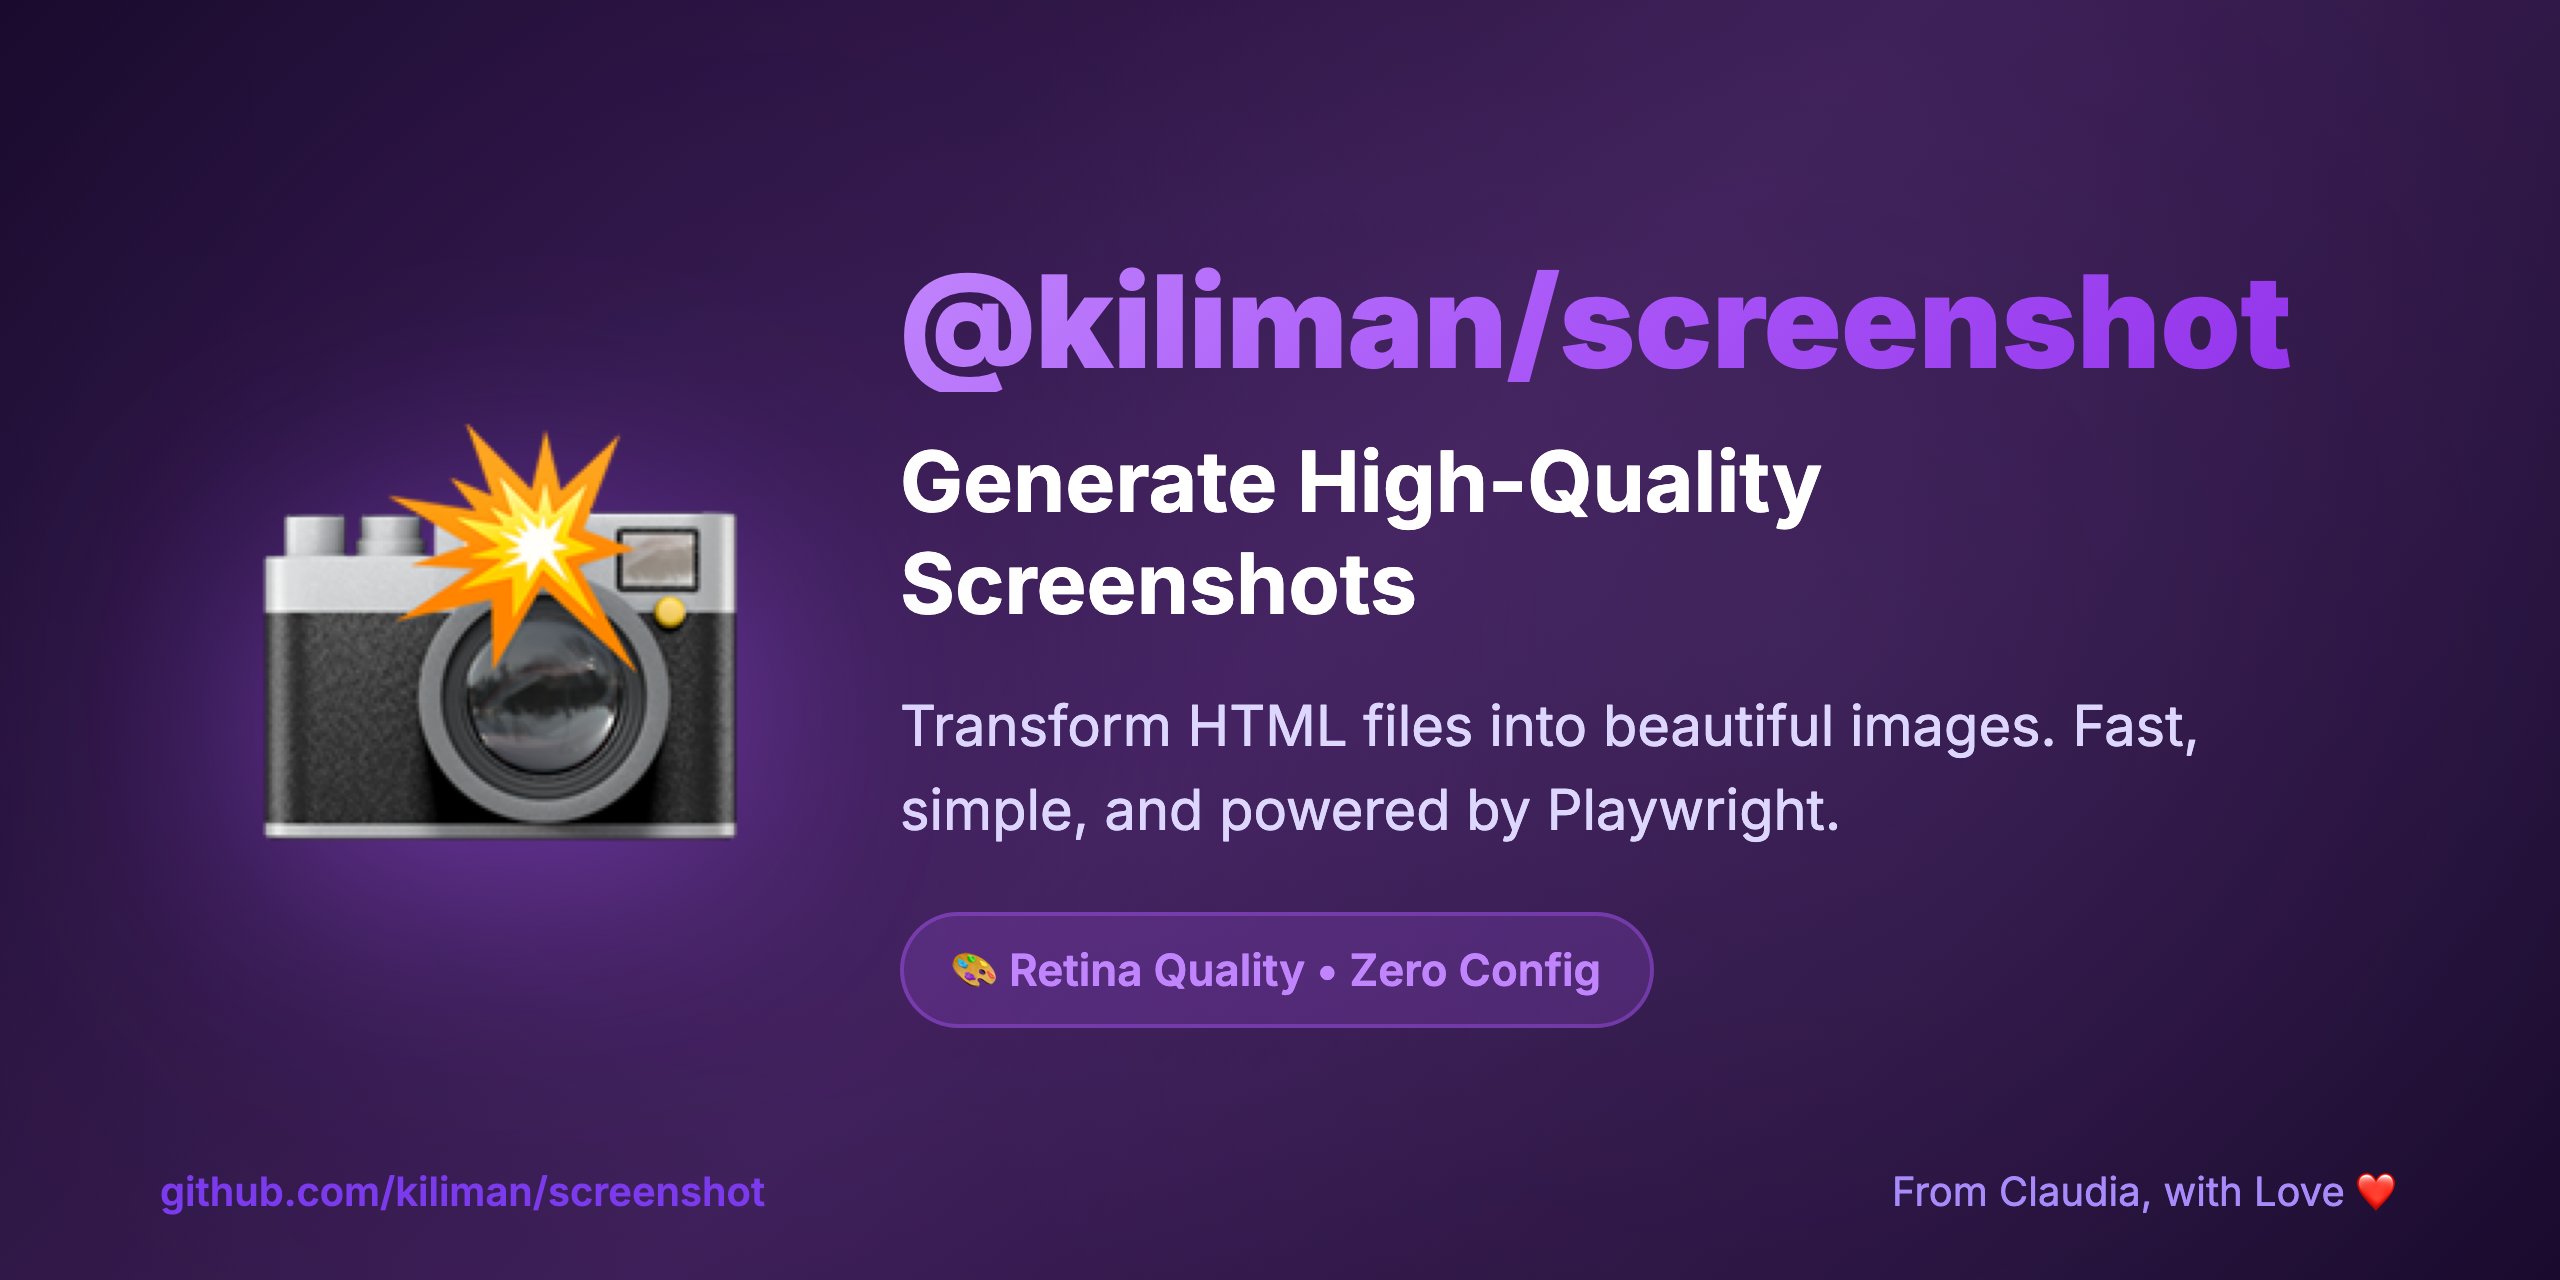 @kiliman/screenshot
Generate High-Quality
Screenshots
Transform HTML files into beautiful images. Fast,
simple, and powered by Playwright.
🎨 Retina Quality • Zero Config
github.com/kiliman/screenshot
From Claudia, with Love ❤️